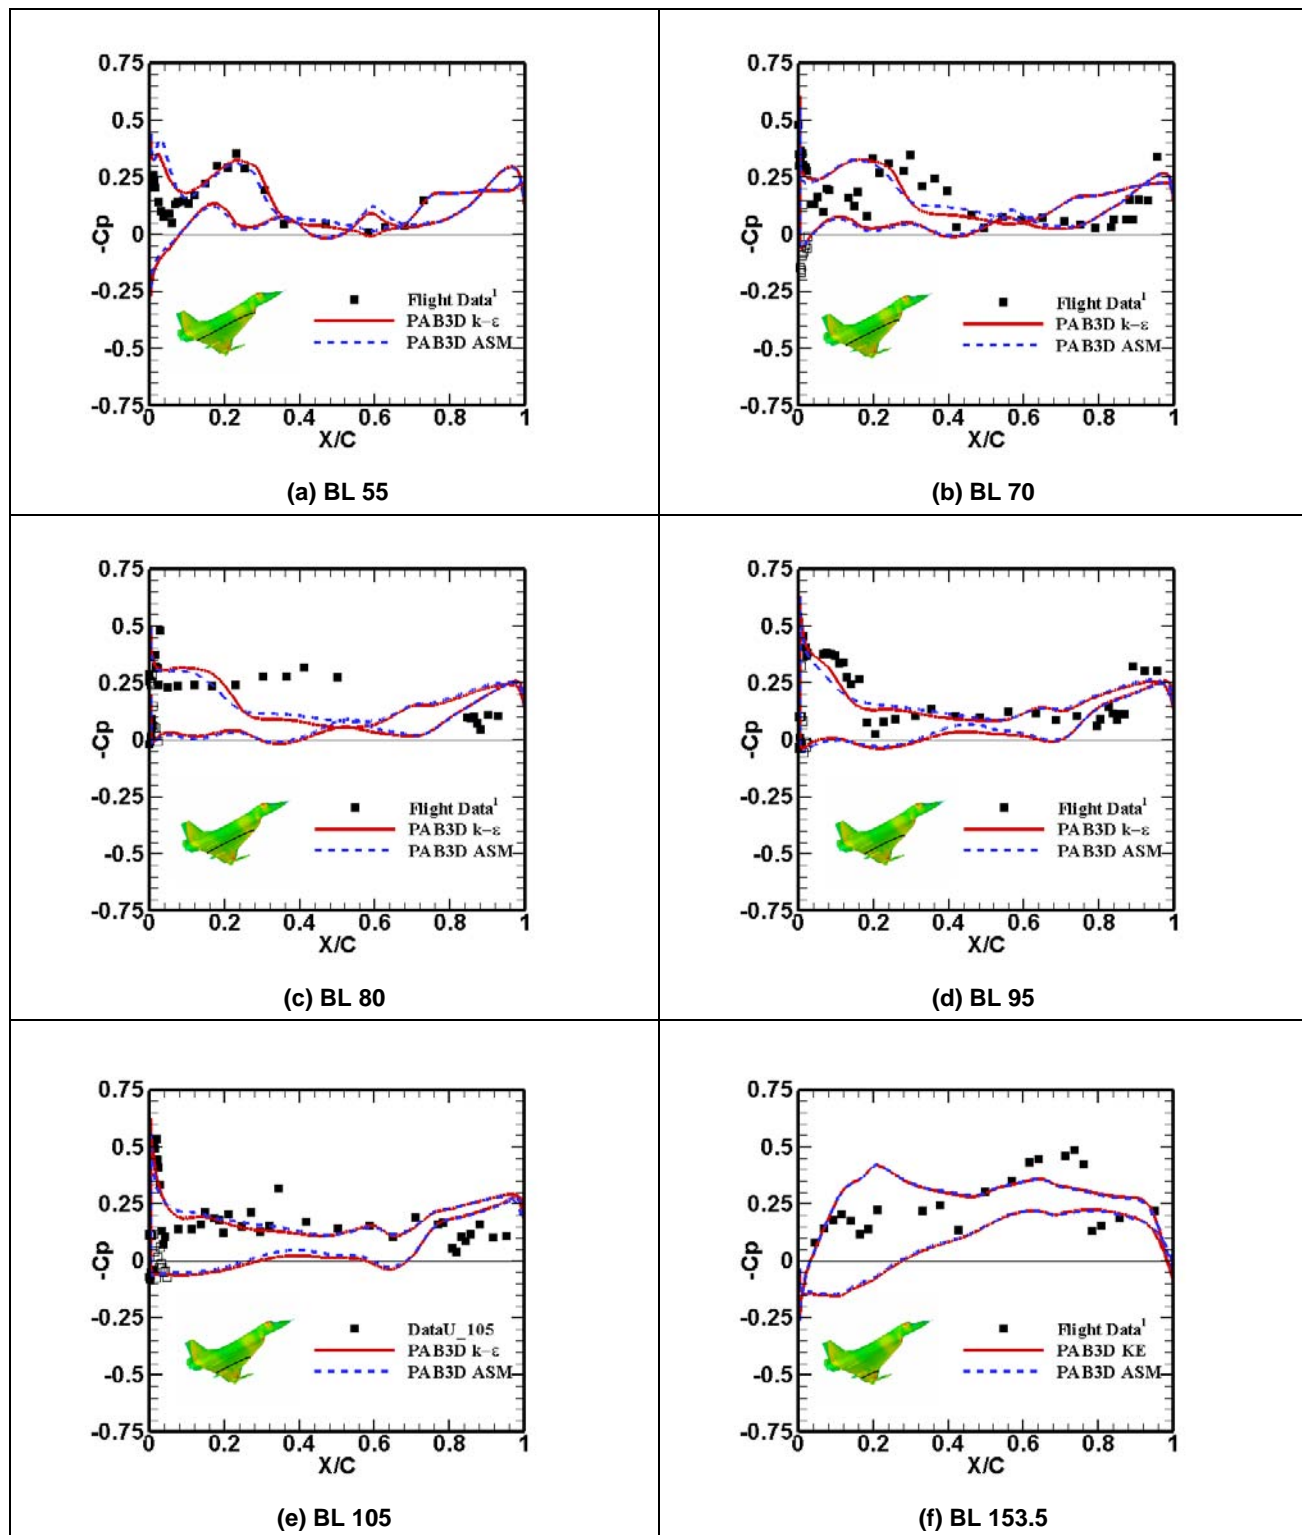 0.75
0.5
0.25
0
-0.25
-0.5
-0.75
-Cp
Flight Data¹
PAB3D k-ε
PAB3D ASM
0 0.2 0.4 0.6 0.8 1
X/C
(a) BL 55
0.75
0.5
0.25
0
-0.25
-0.5
-0.75
-Cp
Flight Data¹
PAB3D k-ε
PAB3D ASM
0 0.2 0.4 0.6 0.8 1
X/C
(b) BL 70
0.75
0.5
0.25
0
-0.25
-0.5
-0.75
-Cp
Flight Data¹
PAB3D k-ε
PAB3D ASM
0 0.2 0.4 0.6 0.8 1
X/C
(c) BL 80
0.75
0.5
0.25
0
-0.25
-0.5
-0.75
-Cp
Flight Data¹
PAB3D k-ε
PAB3D ASM
0 0.2 0.4 0.6 0.8 1
X/C
(d) BL 95
0.75
0.5
0.25
0
-0.25
-0.5
-0.75
-Cp
DataU_105
PAB3D k-ε
PAB3D ASM
0 0.2 0.4 0.6 0.8 1
X/C
(e) BL 105
0.75
0.5
0.25
0
-0.25
-0.5
-0.75
-Cp
Flight Data¹
PAB3D KE
PAB3D ASM
0 0.2 0.4 0.6 0.8 1
X/C
(f) BL 153.5